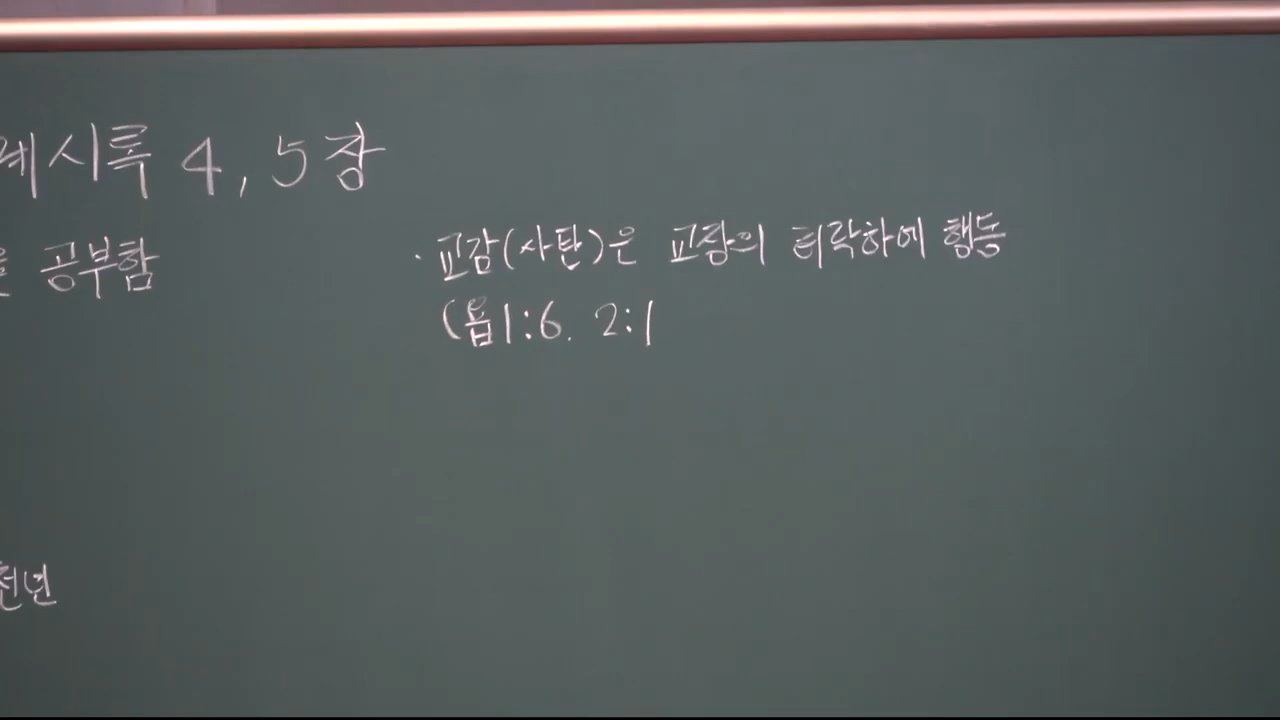 계시록 4, 5장
공부함
· 교감(사탄)은 교장의 허락하에 행동
(욥1:6. 2:1
천년